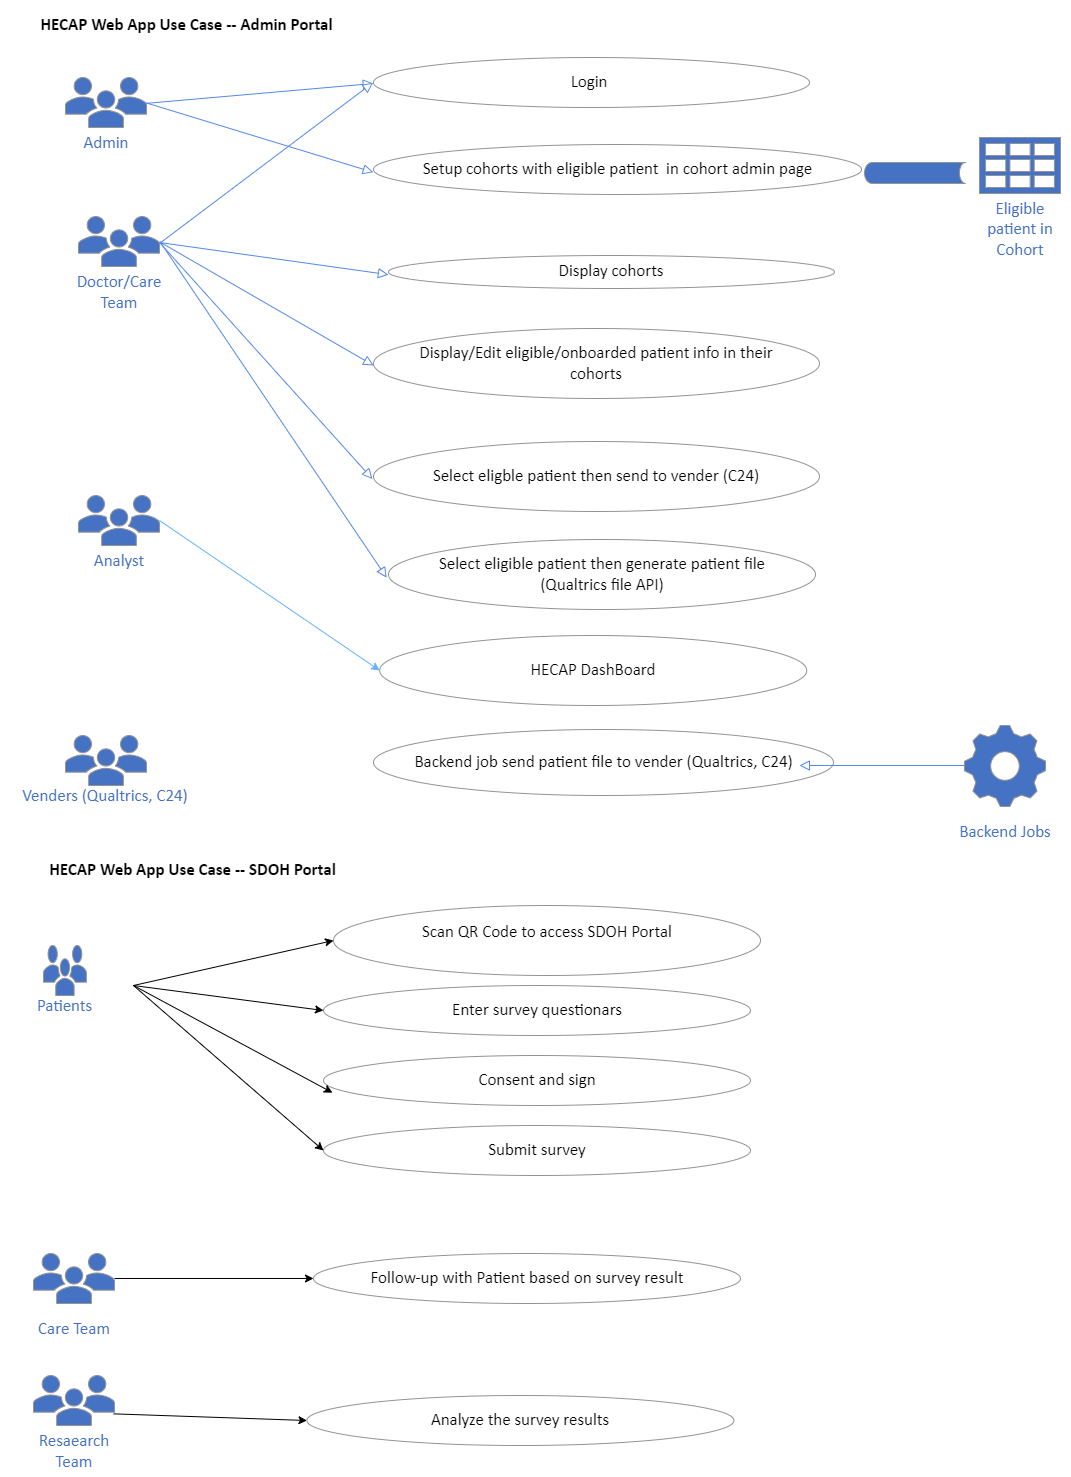 HECAP Web App Use Case -- Admin Portal
Login
Admin
Setup cohorts with eligible patient  in cohort admin page
Eligible
patient in
Cohort
Doctor/Care
Team
Display cohorts
Display/Edit eligible/onboarded patient info in their
cohorts
Select eligble patient then send to vender (C24)
Analyst
Select eligible patient then generate patient file
(Qualtrics file API)
HECAP DashBoard
Venders (Qualtrics, C24)
Backend job send patient file to vender (Qualtrics, C24)
Backend Jobs
HECAP Web App Use Case -- SDOH Portal
Scan QR Code to access SDOH Portal
Patients
Enter survey questionars
Consent and sign
Submit survey
Follow-up with Patient based on survey result
Care Team
Analyze the survey results
Resaearch
Team